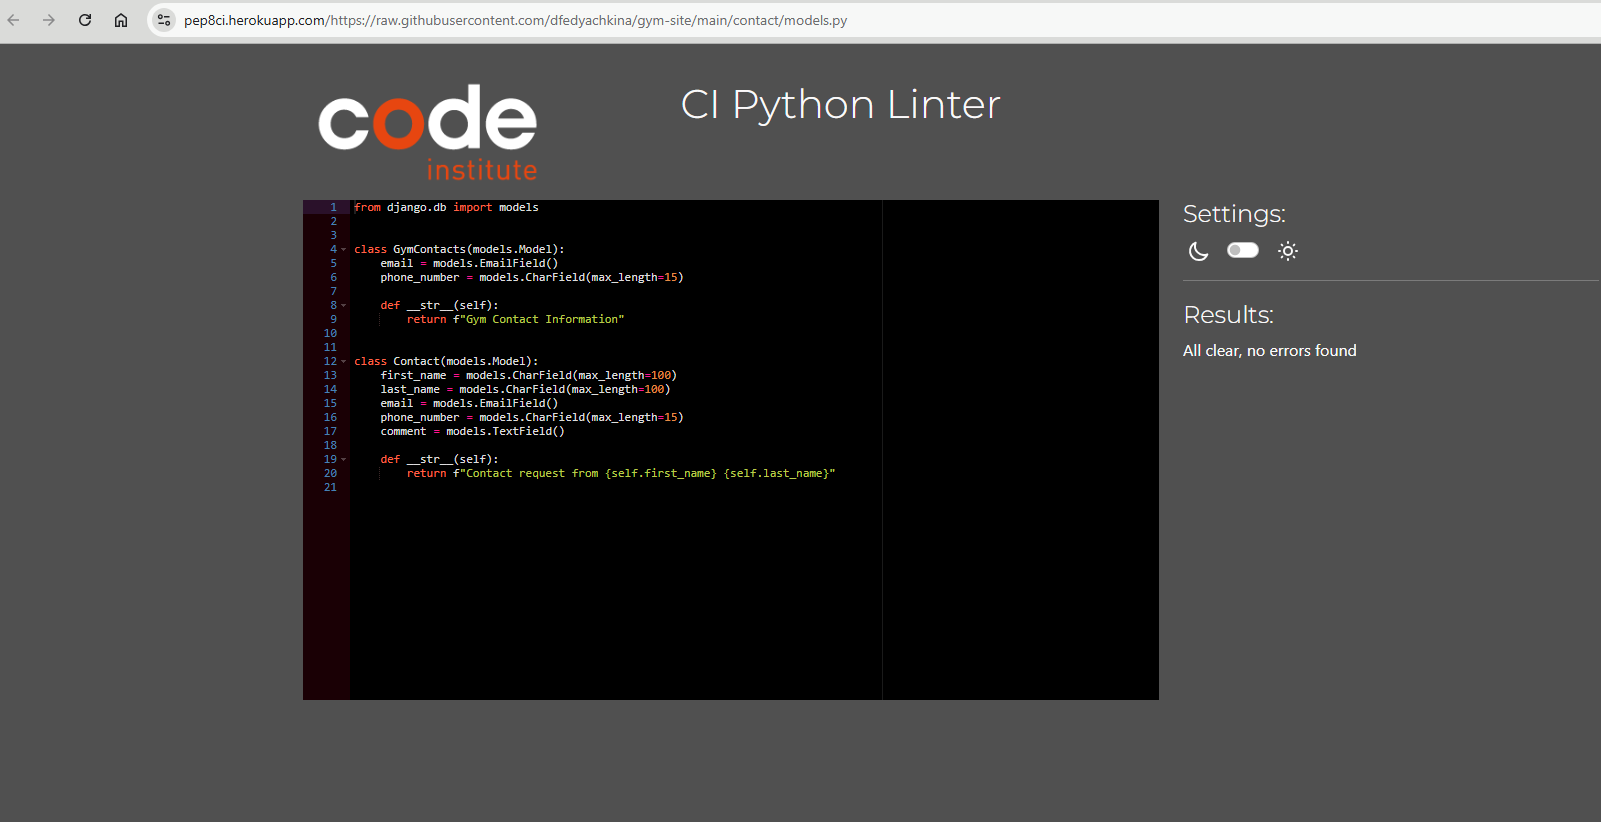 pep8ci.herokuapp.com/https://raw.githubusercontent.com/dfedyachkina/gym-site/main/contact/models.py
code
institute
CI Python Linter
1 from django.db import models
2
3
4 class GymContacts(models.Model):
5     email = models.EmailField()
6     phone_number = models.CharField(max_length=15)
7
8     def __str__(self):
9         return f"Gym Contact Information"
10
11
12 class Contact(models.Model):
13     first_name = models.CharField(max_length=100)
14     last_name = models.CharField(max_length=100)
15     email = models.EmailField()
16     phone_number = models.CharField(max_length=15)
17     comment = models.TextField()
18
19     def __str__(self):
20         return f"Contact request from {self.first_name} {self.last_name}"
21
Settings:
Results:
All clear, no errors found